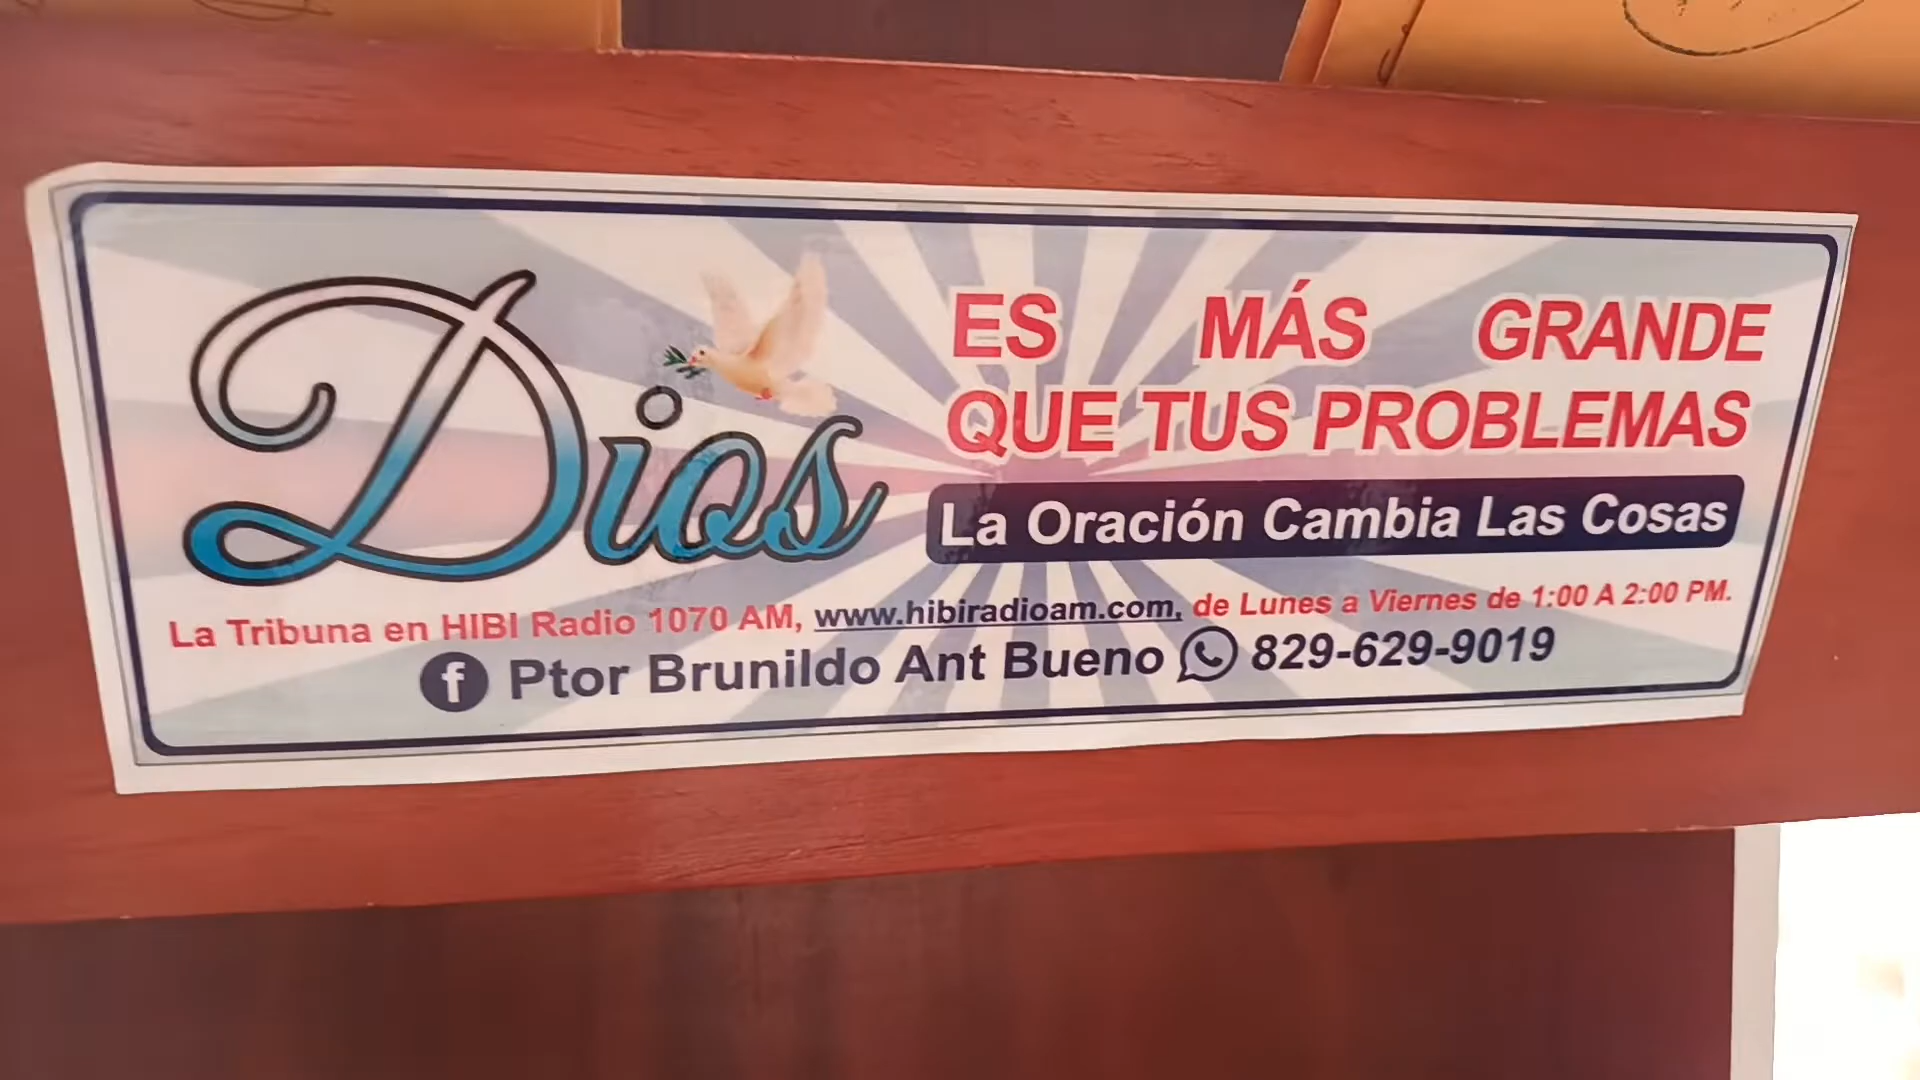 Dios
ES MÁS GRANDE
QUE TUS PROBLEMAS
La Oración Cambia Las Cosas
La Tribuna en HIBI Radio 1070 AM, www.hibiradioam.com, de Lunes a Viernes de 1:00 A 2:00 PM.
Ptor Brunildo Ant Bueno 829-629-9019